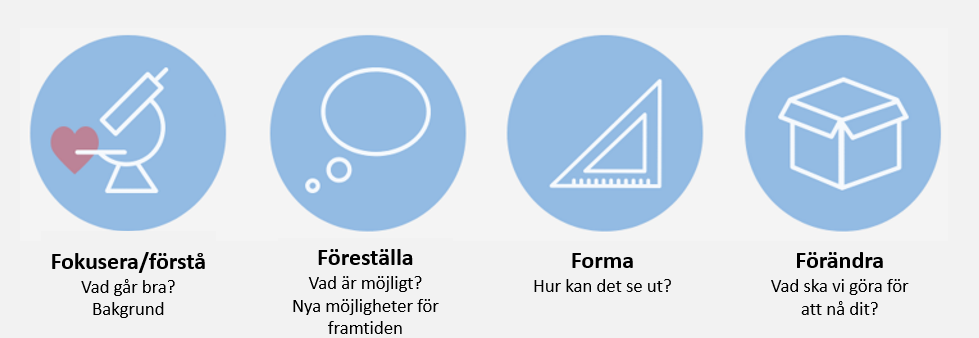 Fokusera/förstå
Vad går bra?
Bakgrund
Föreställa
Vad är möjligt?
Nya möjligheter för
framtiden
Forma
Hur kan det se ut?
Förändra
Vad ska vi göra för
att nå dit?